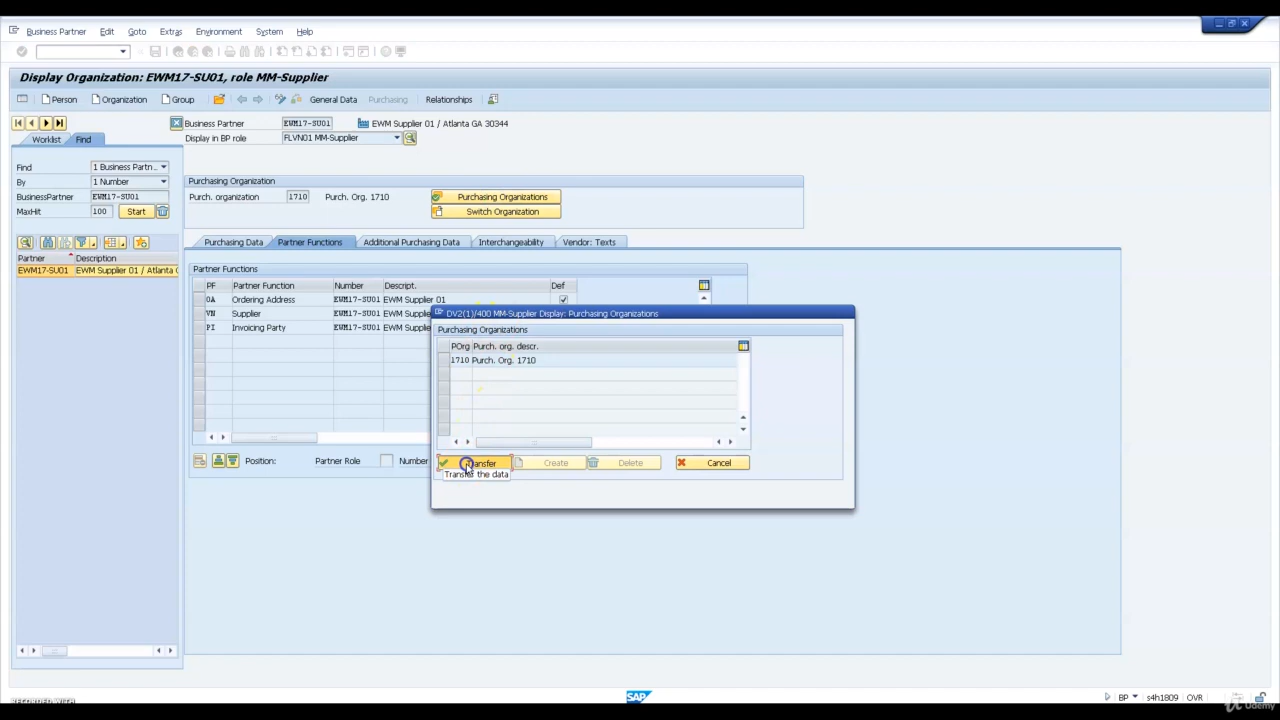 Business Partner Edit Goto Extras Environment System Help
Display Organization: EWM17-SU01, role MM-Supplier
Person Organization Group General Data Purchasing Relationships
Business Partner EWM17-SU01 EWM Supplier 01 / Atlanta GA 30344
Worklist Find
Display in BP role FLVN01 MM-Supplier
Find 1 Business Partn...
By 1 Number
BusinessPartner EWM17-SU01
MaxHit 100 Start
Purchasing Organization
Purch. organization 1710 Purch. Org. 1710 Purchasing Organizations
Switch Organization
Purchasing Data Partner Functions Additional Purchasing Data Interchangeability Vendor: Texts
Partner Description
EWM17-SU01 EWM Supplier 01 / Atlanta G
Partner Functions
PF Partner Function Number Descript. Def
OA Ordering Address EWM17-SU01 EWM Supplier 01
VN Supplier EWM17-SU01 EWM Suppl
PI Invoicing Party EWM17-SU01 EWM Suppl
Position: Partner Role Number
DV2(1)/400 MM-Supplier Display: Purchasing Organizations
Purchasing Organizations
POrg Purch. org. descr.
1710 Purch. Org. 1710
Transfer Create Delete Cancel
Transfer the data
SAP
BP s4h1809 OVR
RECORDED WITH
Udemy